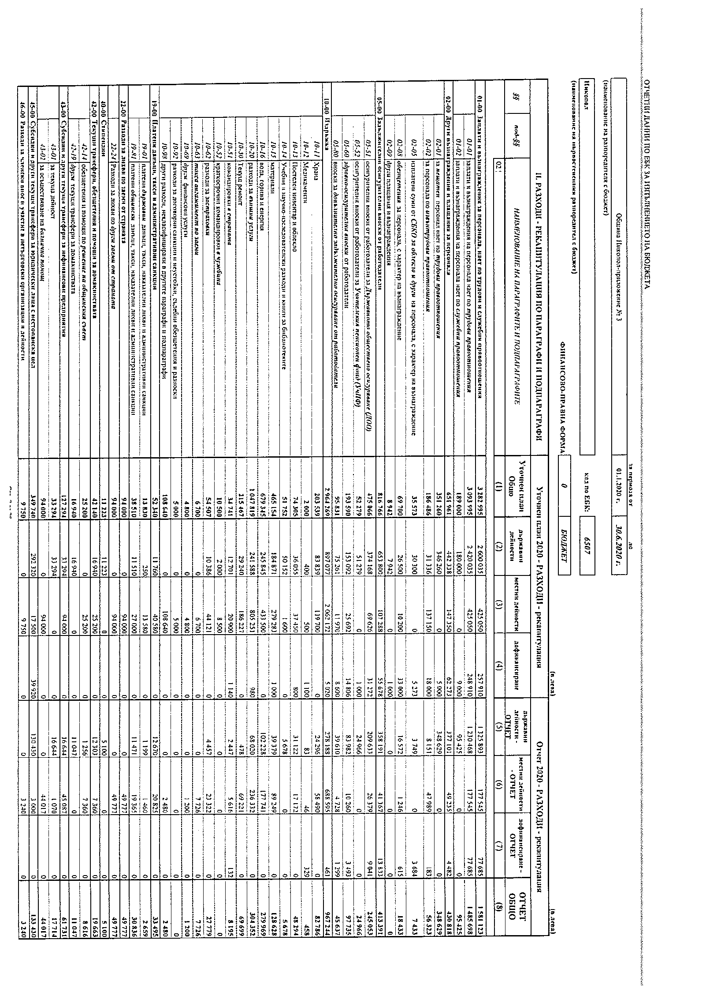 ОТЧЕТНИ ДАННИ ПО ЕБК ЗА ИЗПЪЛНЕНИЕТО НА БЮДЖЕТА
за периода от до
Община Никопол-приложение № 3 01.1.2020 г. 30.6.2020 г.
(наименование на разпоредителя с бюджет)
Никопол код по ЕБК: 6507
(наименование на първостепенния разпоредител с бюджет)
ФИНАНСОВО-ПРАВНА ФОРМА 0 БЮДЖЕТ
(в лева) (в лева)
II. РАЗХОДИ - РЕКАПИТУЛАЦИЯ ПО ПАРАГРАФИ И ПОДПАРАГРАФИ Уточнен план 2020 - РАЗХОДИ - рекапитулация Отчет 2020 - РАЗХОДИ - рекапитулация
§§ под-§§ НАИМЕНОВАНИЕ НА ПАРАГРАФИТЕ И ПОДПАРАГРАФИТЕ Уточнен план Общо държавни дейности местни дейности дофинансиране държавни дейности - ОТЧЕТ местни дейности - ОТЧЕТ дофинансиране - ОТЧЕТ ОТЧЕТ ОБЩО
(1) (2) (3) (4) (5) (6) (7) (8)
01-00 Заплати и възнаграждения за персонала, нает по трудови и служебни правоотношения 3 282 995 2 600 035 425 050 257 910 1 325 893 177 545 77 685 1 581 123
01-01 заплати и възнаграждения на персонала нает по трудови правоотношения 3 093 995 2 420 035 425 050 248 910 1 230 468 177 545 77 685 1 485 698
01-02 заплати и възнаграждения на персонала нает по служебни правоотношения 189 000 180 000 0 9 000 95 425 0 0 95 425
02-00 Други възнаграждения и плащания за персонала 651 961 442 338 147 350 62 273 377 101 49 235 4 482 430 818
02-01 за нещатен персонал нает по трудови правоотношения 351 260 346 260 0 5 000 348 629 0 0 348 629
02-02 за персонала по извънтрудови правоотношения 186 486 31 336 137 150 18 000 8 151 47 989 183 56 323
02-05 изплатени суми от СБКО за облекло и други на персонала, с характер на възнаграждение 35 573 30 300 0 5 273 3 749 0 3 684 7 433
02-08 обезщетения за персонала, с характер на възнаграждение 69 700 26 500 10 200 33 000 16 572 1 246 615 18 433
02-09 други плащания и възнаграждения 8 942 7 942 0 1 000 0 0 0 0
05-00 Задължителни осигурителни вноски от работодатели 816 766 653 800 107 288 55 678 358 191 41 367 13 833 413 391
05-51 осигурителни вноски от работодатели за Държавното обществено осигуряване (ДОО) 475 066 374 168 69 626 31 272 209 633 26 379 9 041 245 053
05-52 осигурителни вноски от работодатели за Учителския пенсионен фонд (УчПФ) 52 279 51 279 0 1 000 24 966 0 0 24 966
05-60 здравно-осигурителни вноски от работодатели 193 590 153 092 25 692 14 806 83 982 10 260 3 493 97 735
05-80 вноски за допълнително задължително осигуряване от работодатели 95 831 75 261 11 970 8 600 39 610 4 728 1 299 45 637
10-00 Издръжка 2 964 269 897 077 2 062 172 5 020 278 188 688 595 461 967 244
10-11 Храна 203 539 83 839 119 700 0 24 296 58 490 0 82 786
10-12 Медикаменти 2 000 400 500 1 100 83 46 329 458
10-13 Постелен инвентар и облекло 74 305 36 055 37 450 800 31 122 17 172 0 48 294
10-14 Учебни и научно-изследователски разходи и книги за библиотеките 51 752 50 152 1 600 0 5 678 0 0 5 678
10-15 материали 465 154 184 871 279 283 1 000 39 379 89 249 0 128 628
10-16 вода, горива и енергия 679 345 245 845 433 500 0 102 228 177 741 0 279 969
10-20 разходи за външни услуги 1 047 819 241 588 805 251 980 68 020 236 332 0 304 352
10-30 Текущ ремонт 215 467 29 240 186 227 0 478 69 221 0 69 699
10-51 командировки в страната 34 741 12 701 20 900 1 140 2 447 5 616 132 8 195
10-52 краткосрочни командировки в чужбина 10 500 2 000 8 500 0 0 0 0
10-62 разходи за застраховки 54 507 10 386 44 121 0 4 457 23 322 0 27 779
10-63 такса ангажимент по заеми 6 700 0 6 700 0 0 7 726 0 7 726
10-69 други финансови услуги 4 800 0 4 800 0 0 1 200 0 1 200
10-92 разходи за договорни санкции и неустойки, съдебни обезщетения и разноски 5 000 0 5 000 0 0 0 0 0
10-98 други разходи, некласифицирани в другите параграфи и подпараграфи 108 640 0 108 640 0 0 2 480 0 2 480
19-00 Платени данъци, такси и административни санкции 52 340 11 760 40 580 0 12 670 20 825 0 33 495
19-01 платени държавни данъци, такси, наказателни лихви и административни санкции 13 830 250 13 580 0 1 199 1 460 0 2 659
19-81 платени общински данъци, такси, наказателни лихви и административни санкции 38 510 11 510 27 000 0 11 471 19 365 0 30 836
22-00 Разходи за лихви по заеми от страната 94 000 0 94 000 0 0 49 777 0 49 777
22-24 Разходи за лихви по други заеми от страната 94 000 0 94 000 0 0 49 777 0 49 777
40-00 Стипендии 11 223 11 223 0 0 5 100 0 0 5 100
42-00 Текущи трансфери, обезщетения и помощи за домакинствата 42 140 16 940 25 200 0 12 303 7 360 0 19 663
42-14 обезщетения и помощи по решение на общинския съвет 25 200 25 200 0 1 256 7 360 0 8 616
42-19 други текущи трансфери за домакинствата 16 940 16 940 0 11 047 0 0 11 047
43-00 Субсидии и други текущи трансфери за нефинансови предприятия 127 294 33 294 94 000 0 16 644 45 087 0 61 731
43-01 за текуща дейност 33 294 33 294 0 0 16 644 1 070 0 17 714
43-02 за осъществяване на болнична помощ 94 000 0 94 000 0 0 44 017 0 44 017
45-00 Субсидии и други текущи трансфери за юридически лица с нестопанска цел 349 740 292 320 17 500 39 920 130 430 3 000 0 133 430
46-00 Разходи за членски внос и участие в нетърговски организации и дейности 9 750 0 9 750 0 0 3 240 0 3 240